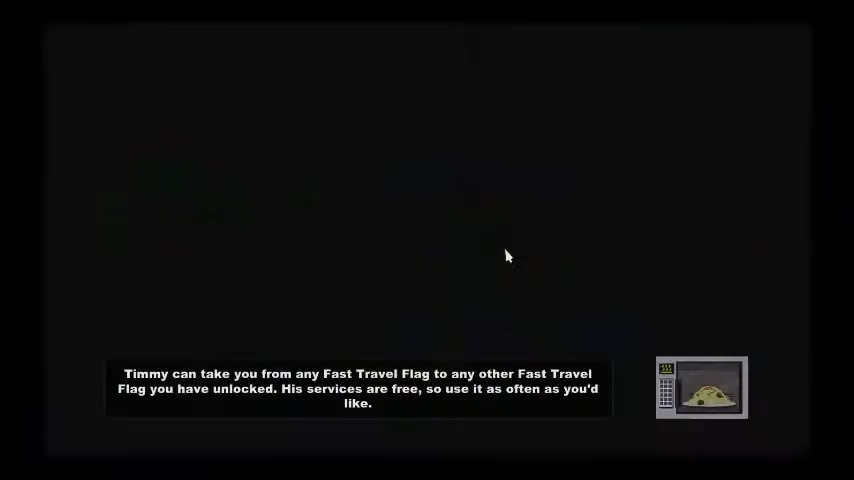 Timmy can take you from any Fast Travel Flag to any other Fast Travel
Flag you have unlocked. His services are free, so use it as often as you'd
like.